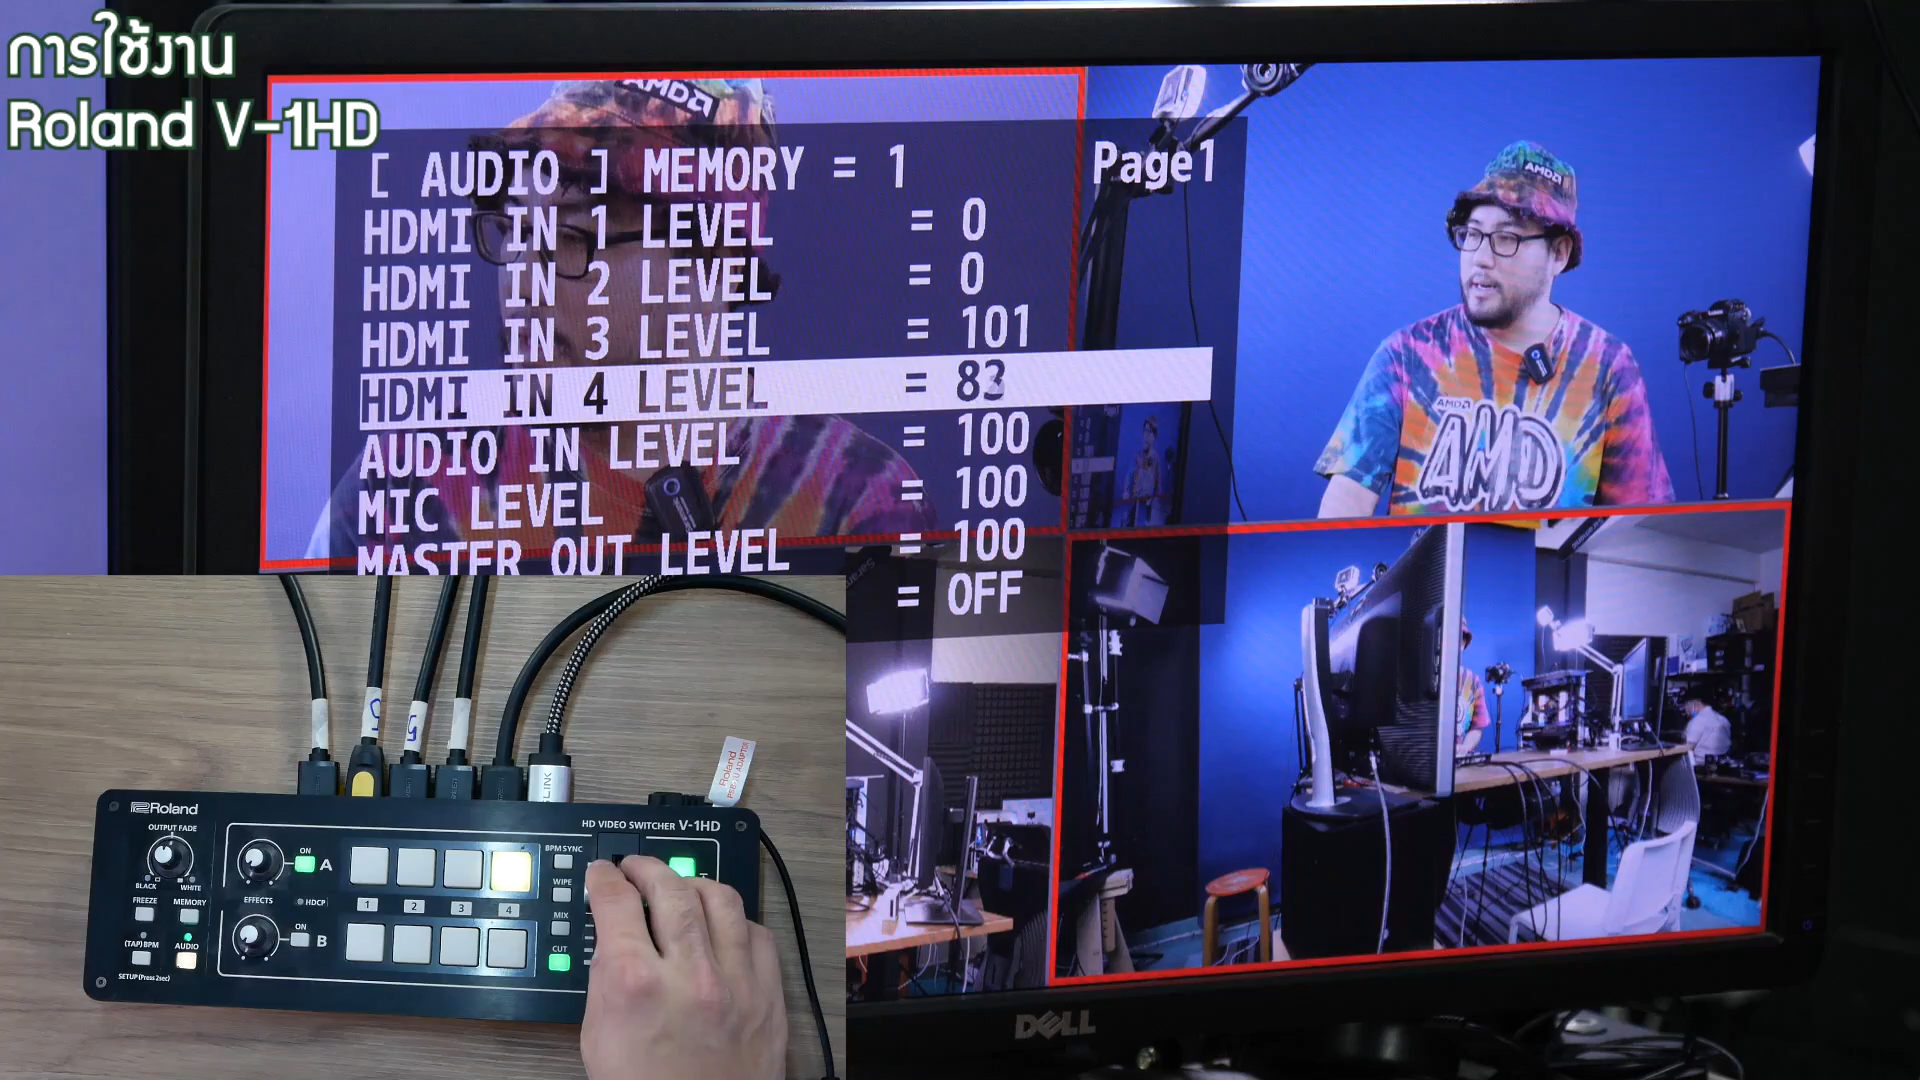 การใช้งาน
Roland V-1HD
[ AUDIO ] MEMORY = 1 Page1
HDMI IN 1 LEVEL = 0
HDMI IN 2 LEVEL = 0
HDMI IN 3 LEVEL = 101
HDMI IN 4 LEVEL = 83
AUDIO IN LEVEL = 100
MIC LEVEL = 100
MASTER OUT LEVEL = 100
= OFF
AMD
AMD
AMD
AMD
DELL
Roland
Roland
HD VIDEO SWITCHER V-1HD
OUTPUT FADE
BLACK
WHITE
FREEZE
MEMORY
(TAP) BPM
AUDIO
SETUP (Press 2sec)
ON
A
EFFECTS
HDCP
ON
B
1
2
3
4
BPM SYNC
WIPE
MIX
CUT